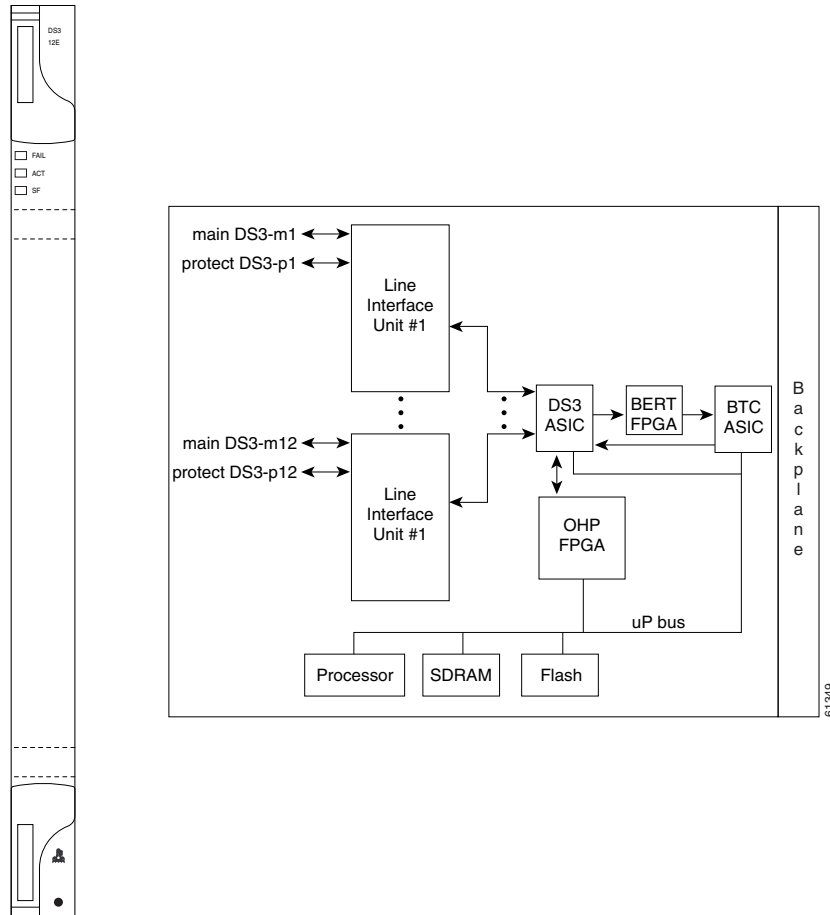 DS3
12E
FAIL
ACT
SF
main DS3-m1
protect DS3-p1
Line
Interface
Unit #1
main DS3-m12
protect DS3-p12
Line
Interface
Unit #1
DS3
ASIC
BERT
FPGA
BTC
ASIC
OHP
FPGA
uP bus
Processor
SDRAM
Flash
Backplane
61349